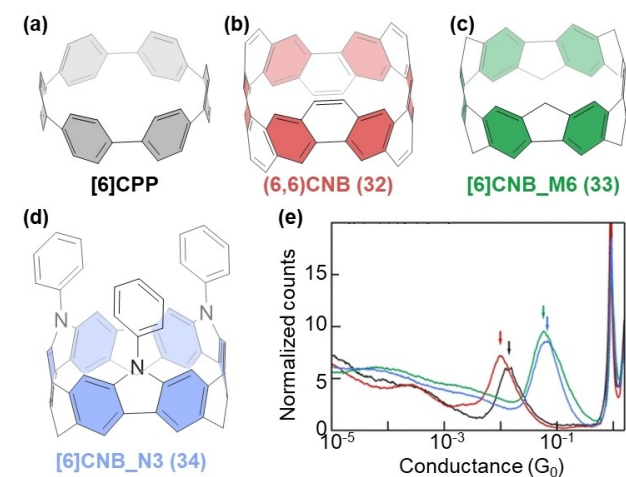 (a)
(b)
(c)
[6]CPP
(6,6)CNB (32)
[6]CNB_M6 (33)
(d)
(e)
N
N
N
[6]CNB_N3 (34)
Normalized counts
15
10
5
0
10-5
10-3
10-1
Conductance (G0)